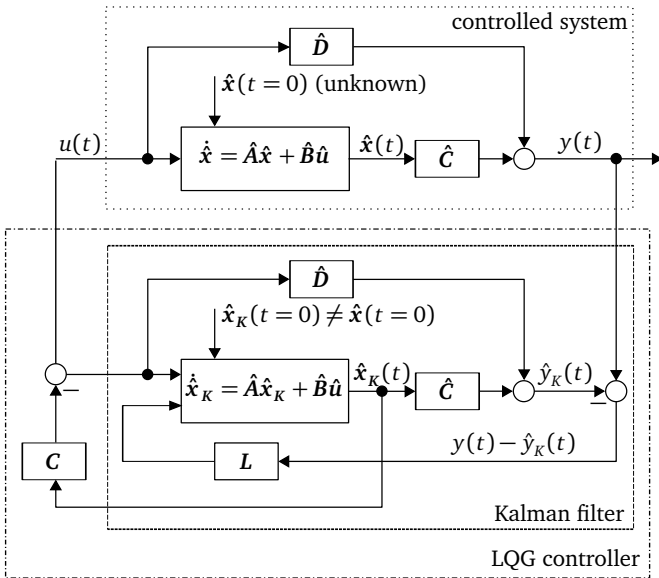 controlled system
D̂
x̂(t = 0) (unknown)
u(t)
x̂̇ = Âx̂ + B̂û
x̂(t)
Ĉ
y(t)
D̂
x̂_K(t = 0) ≠ x̂(t = 0)
x̂̇_K = Âx̂_K + B̂û
x̂_K(t)
Ĉ
ŷ_K(t)
−
−
C
L
y(t) − ŷ_K(t)
Kalman filter
LQG controller